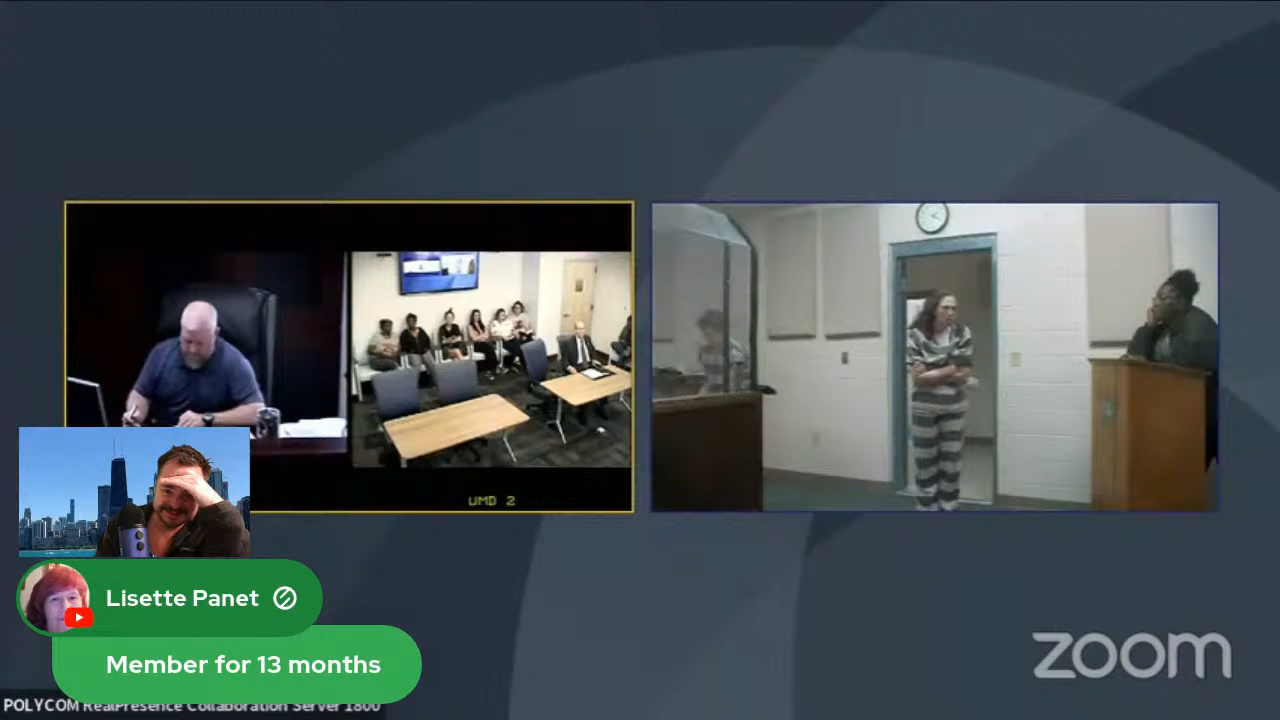 UMD 2
Lisette Panet
Member for 13 months
zoom
POLYCOM RealPresence Collaboration Server 1800